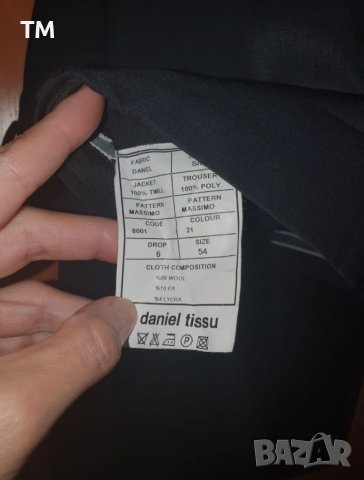 TM
FABRIC
DANIEL
JACKET
100% TWILL
TROUSER
100% POLY
PATTERN
MASSIMO
PATTERN
MASSIMO
CODE
6001
COLOUR
21
DROP
6
SIZE
54
CLOTH COMPOSITION
%86 WOOL
%10 PA
%4 LYCRA
daniel tissu
BAZAR